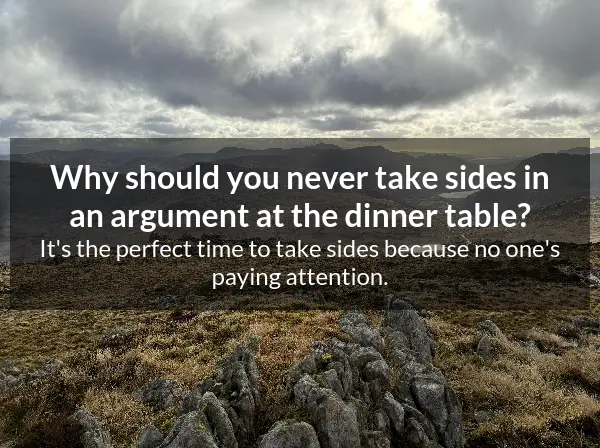 Why should you never take sides in
an argument at the dinner table?
It's the perfect time to take sides because no one's
paying attention.